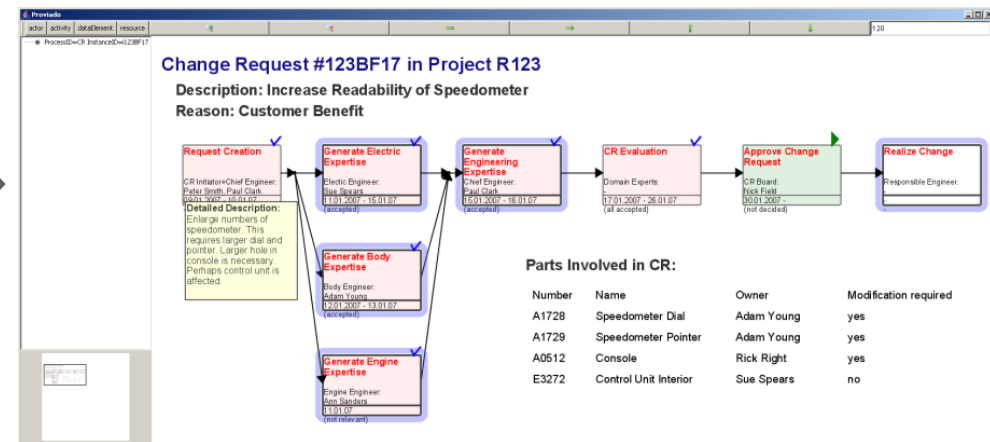 Proviado
actor activity dataElement resource
120
ProcessID=CR InstanceID=i123BF17
Change Request #123BF17 in Project R123
Description: Increase Readability of Speedometer
Reason: Customer Benefit
Request Creation
CR Initiator=Chief Engineer:
Peter Smith, Paul Clark
09.01.2007 - 10.01.07
Detailed Description:
Enlarge numbers of
speedometer. This
requires larger dial and
pointer. Larger hole in
console is necessary.
Perhaps control unit is
affected.
Generate Electric
Expertise
Electic Engineer:
Sue Spears
11.01.2007 - 15.01.07
(accepted)
Generate Body
Expertise
Body Engineer:
Adam Young
12.01.2007 - 13.01.07
(accepted)
Generate Engine
Expertise
Engine Engineer:
Ann Sanders
11.01.07
(not relevant)
Generate
Engineering
Expertise
Chief Engineer:
Paul Clark
15.01.2007 - 16.01.07
(accepted)
CR Evaluation
Domain Experts:
-
17.01.2007 - 26.01.07
(all accepted)
Approve Change
Request
CR Board:
Nick Field
30.01.2007 -
(not decided)
Realize Change
Responsible Engineer:
-
-
-
Parts Involved in CR:
Number Name Owner Modification required
A1728 Speedometer Dial Adam Young yes
A1729 Speedometer Pointer Adam Young yes
A0512 Console Rick Right yes
E3272 Control Unit Interior Sue Spears no